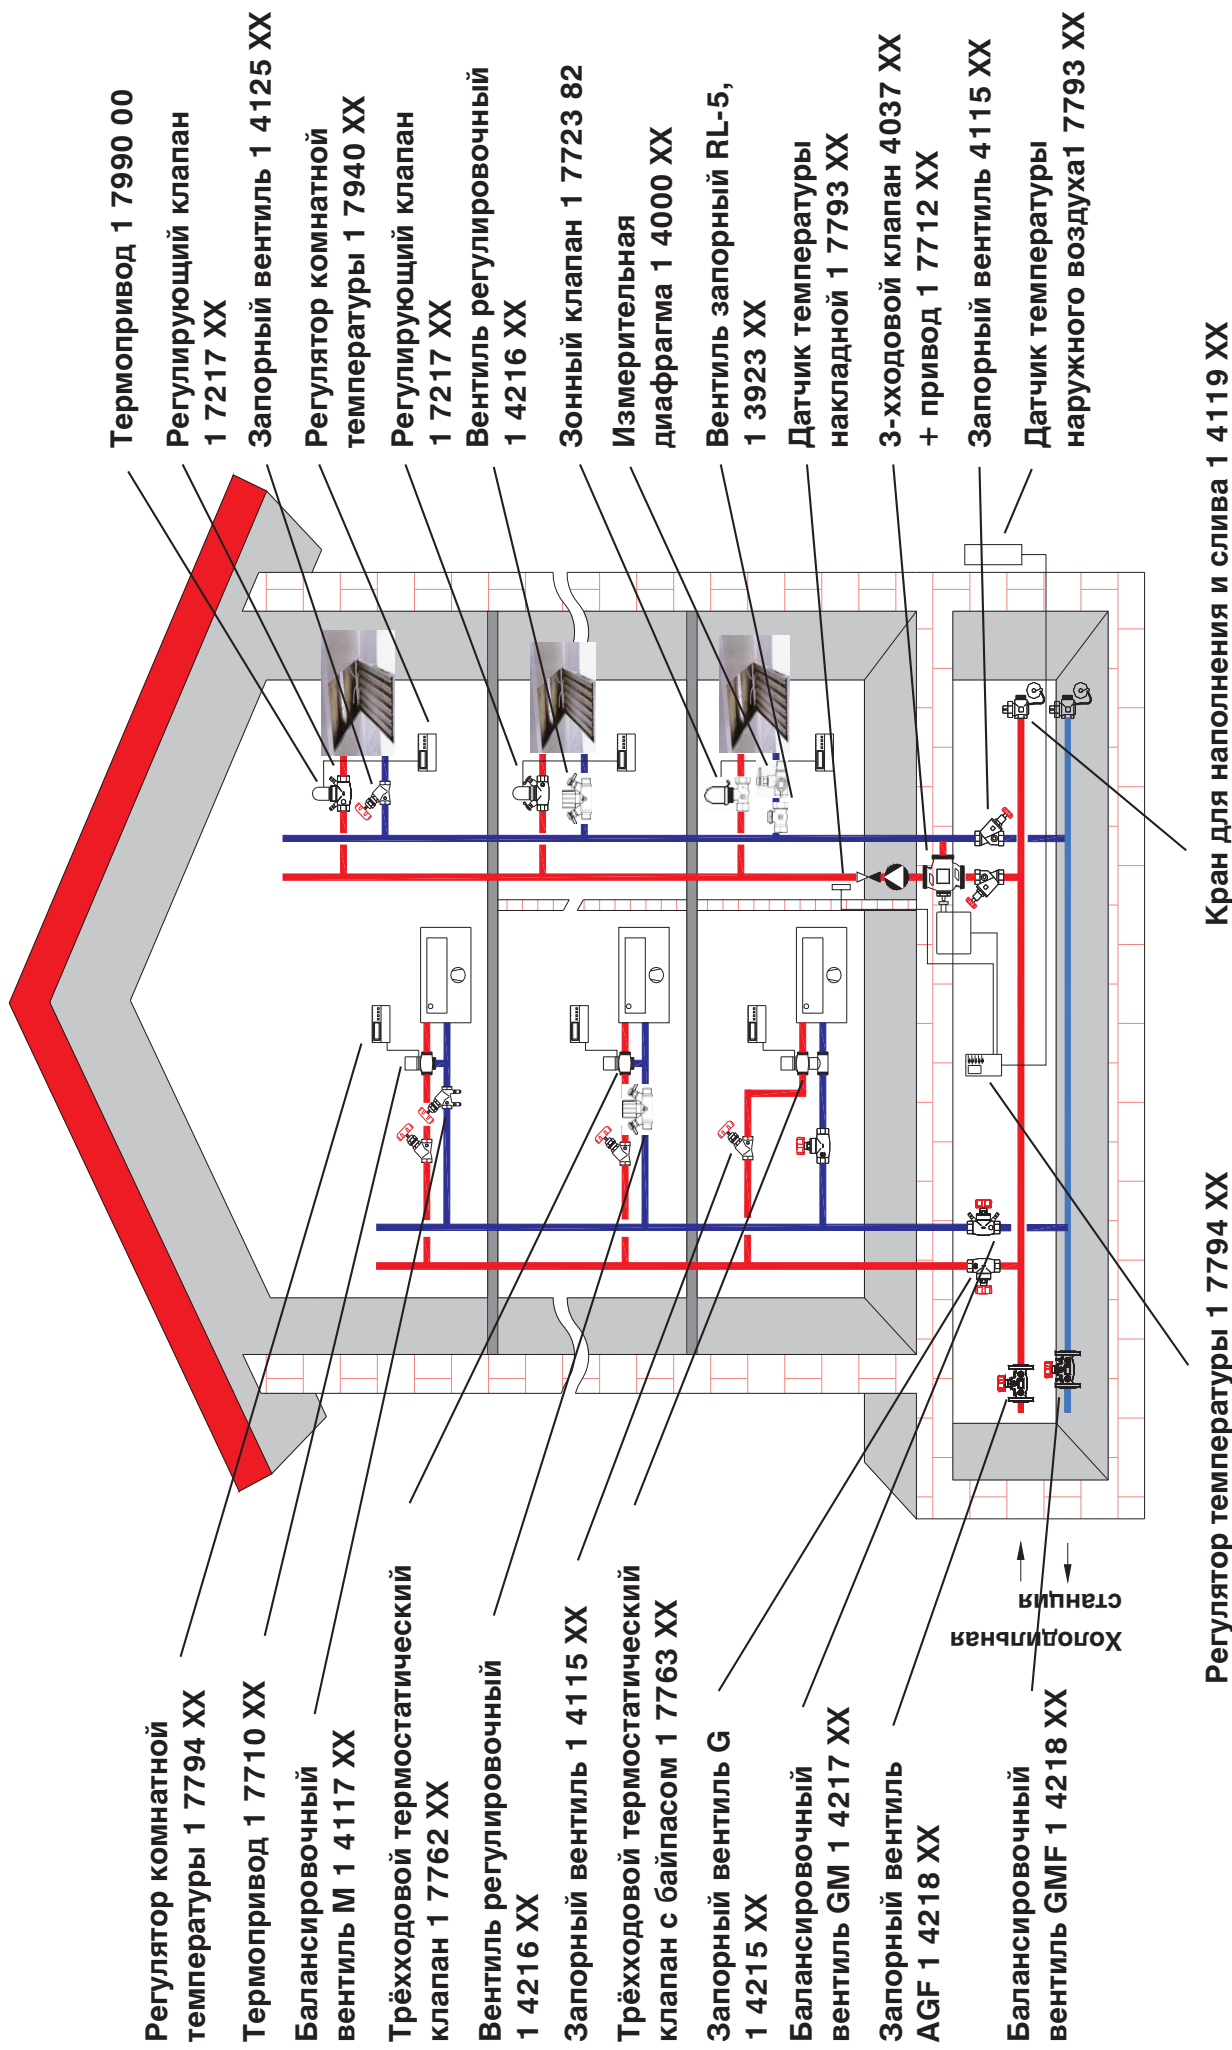 Термопривод 1 7990 00
Регулирующий клапан
1 7217 XX
Запорный вентиль 1 4125 XX
Регулятор комнатной
температуры 1 7940 XX
Регулирующий клапан
1 7217 XX
Вентиль регулировочный
1 4216 XX
Зонный клапан 1 7723 82
Измерительная
диафрагма 1 4000 XX
Вентиль запорный RL-5,
1 3923 XX
Датчик температуры
накладной 1 7793 XX
3-хходовой клапан 4037 XX
+ привод 1 7712 XX
Запорный вентиль 4115 XX
Датчик температуры
наружного воздуха1 7793 XX
Кран для наполнения и слива 1 4119 XX
Регулятор комнатной
температуры 1 7794 XX
Термопривод 1 7710 XX
Балансировочный
вентиль М 1 4117 XX
Трёхходовой термостатический
клапан 1 7762 XX
Вентиль регулировочный
1 4216 XX
Запорный вентиль 1 4115 XX
Трёхходовой термостатический
клапан с байпасом 1 7763 XX
Запорный вентиль G
1 4215 XX
Балансировочный
вентиль GM 1 4217 XX
Запорный вентиль
AGF 1 4218 XX
Балансировочный
вентиль GMF 1 4218 XX
Холодильная
станция
Регулятор температуры 1 7794 XX